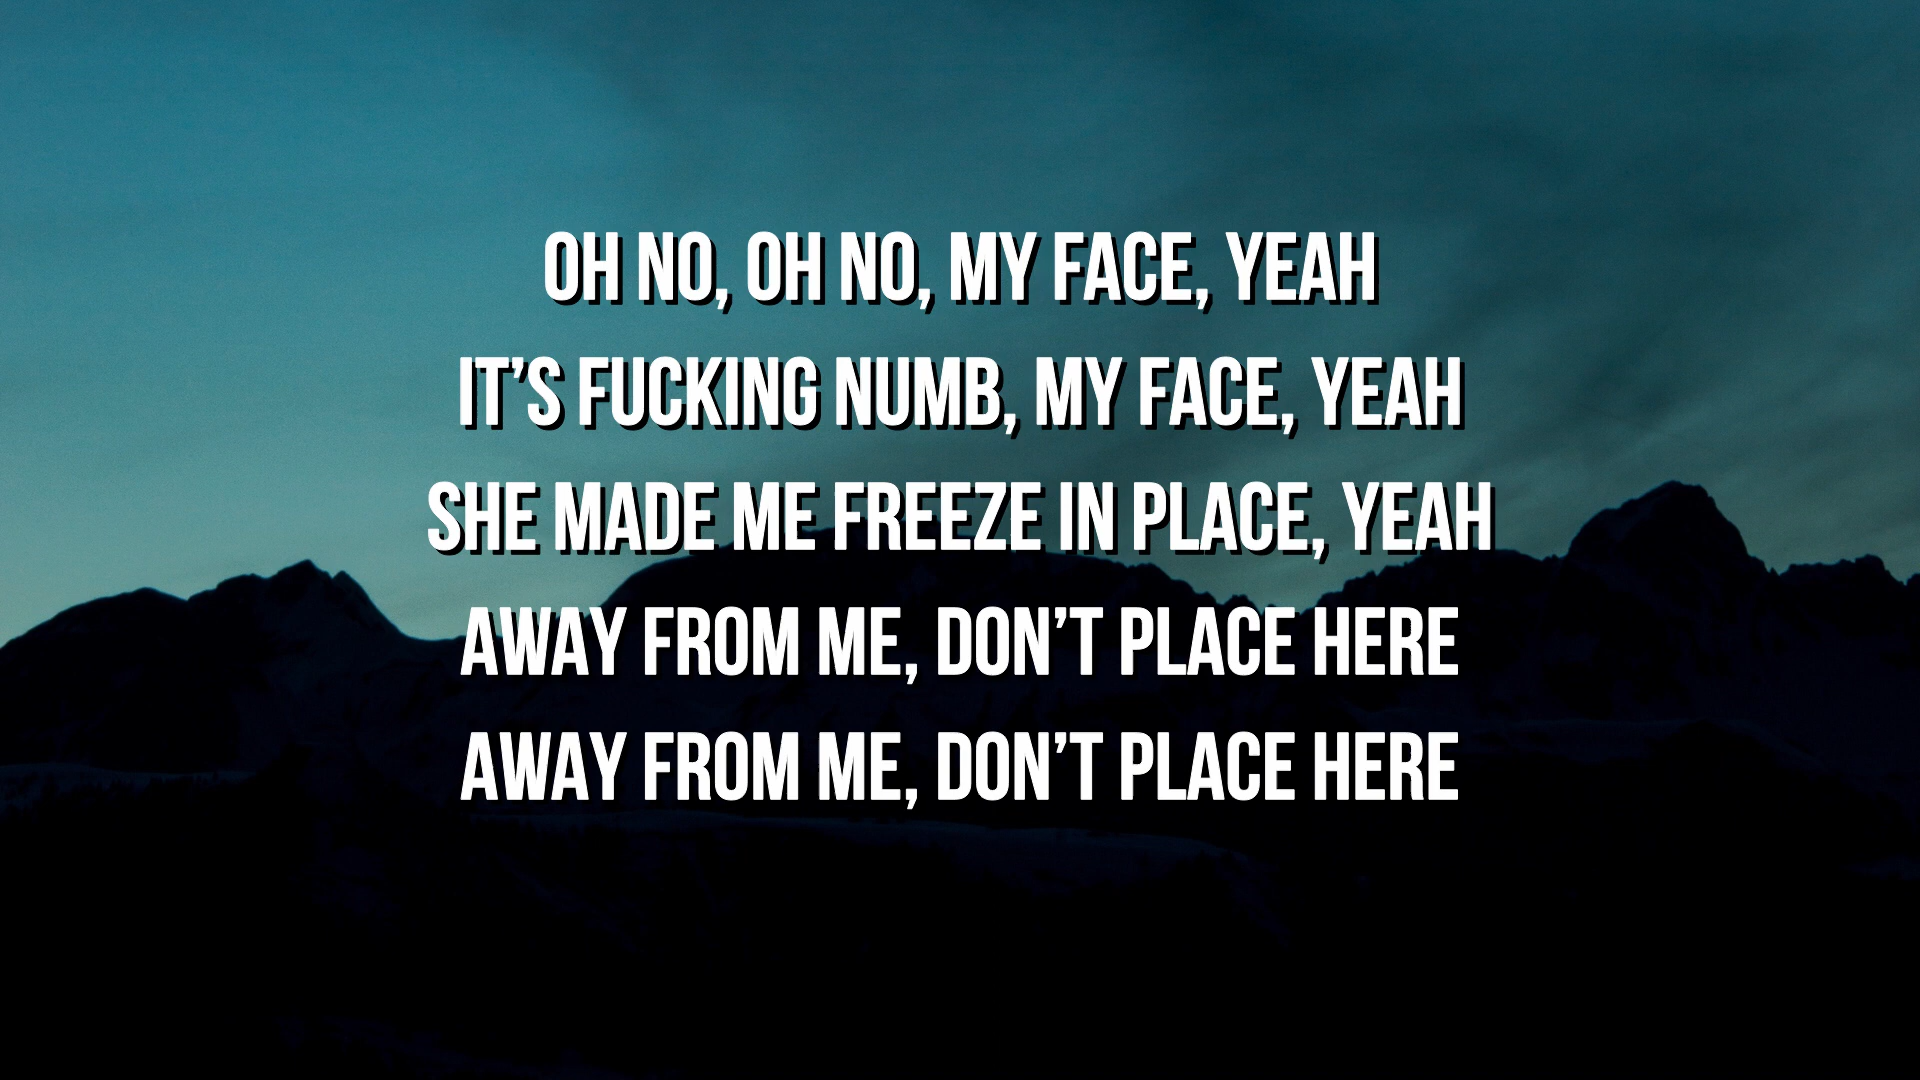 OH NO, OH NO, MY FACE, YEAH
IT’S FUCKING NUMB, MY FACE, YEAH
SHE MADE ME FREEZE IN PLACE, YEAH
AWAY FROM ME, DON’T PLACE HERE
AWAY FROM ME, DON’T PLACE HERE